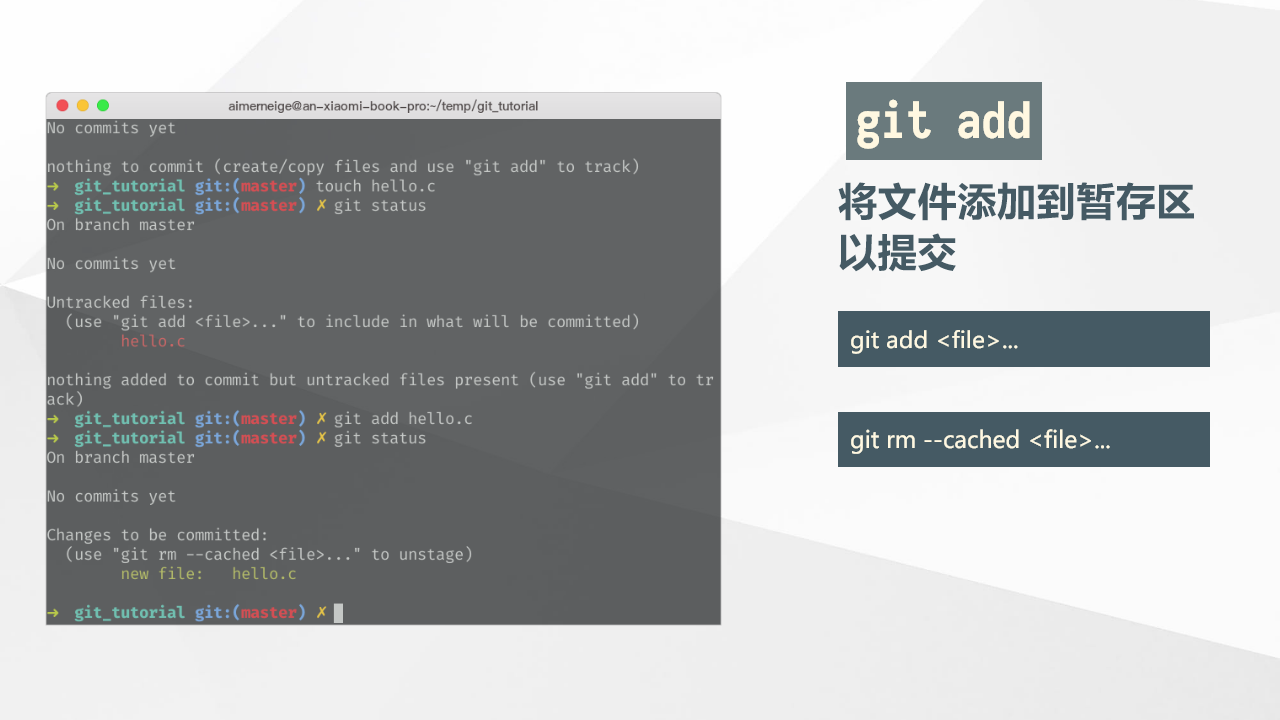 aimerneige@an-xiaomi-book-pro:~/temp/git_tutorial
No commits yet
nothing to commit (create/copy files and use "git add" to track)
➜ git_tutorial git:(master) touch hello.c
➜ git_tutorial git:(master) ✗ git status
On branch master
No commits yet
Untracked files:
(use "git add <file>..." to include in what will be committed)
hello.c
nothing added to commit but untracked files present (use "git add" to tr
ack)
➜ git_tutorial git:(master) ✗ git add hello.c
➜ git_tutorial git:(master) ✗ git status
On branch master
No commits yet
Changes to be committed:
(use "git rm --cached <file>..." to unstage)
new file: hello.c
➜ git_tutorial git:(master) ✗
git add
将文件添加到暂存区
以提交
git add <file>...
git rm --cached <file>...